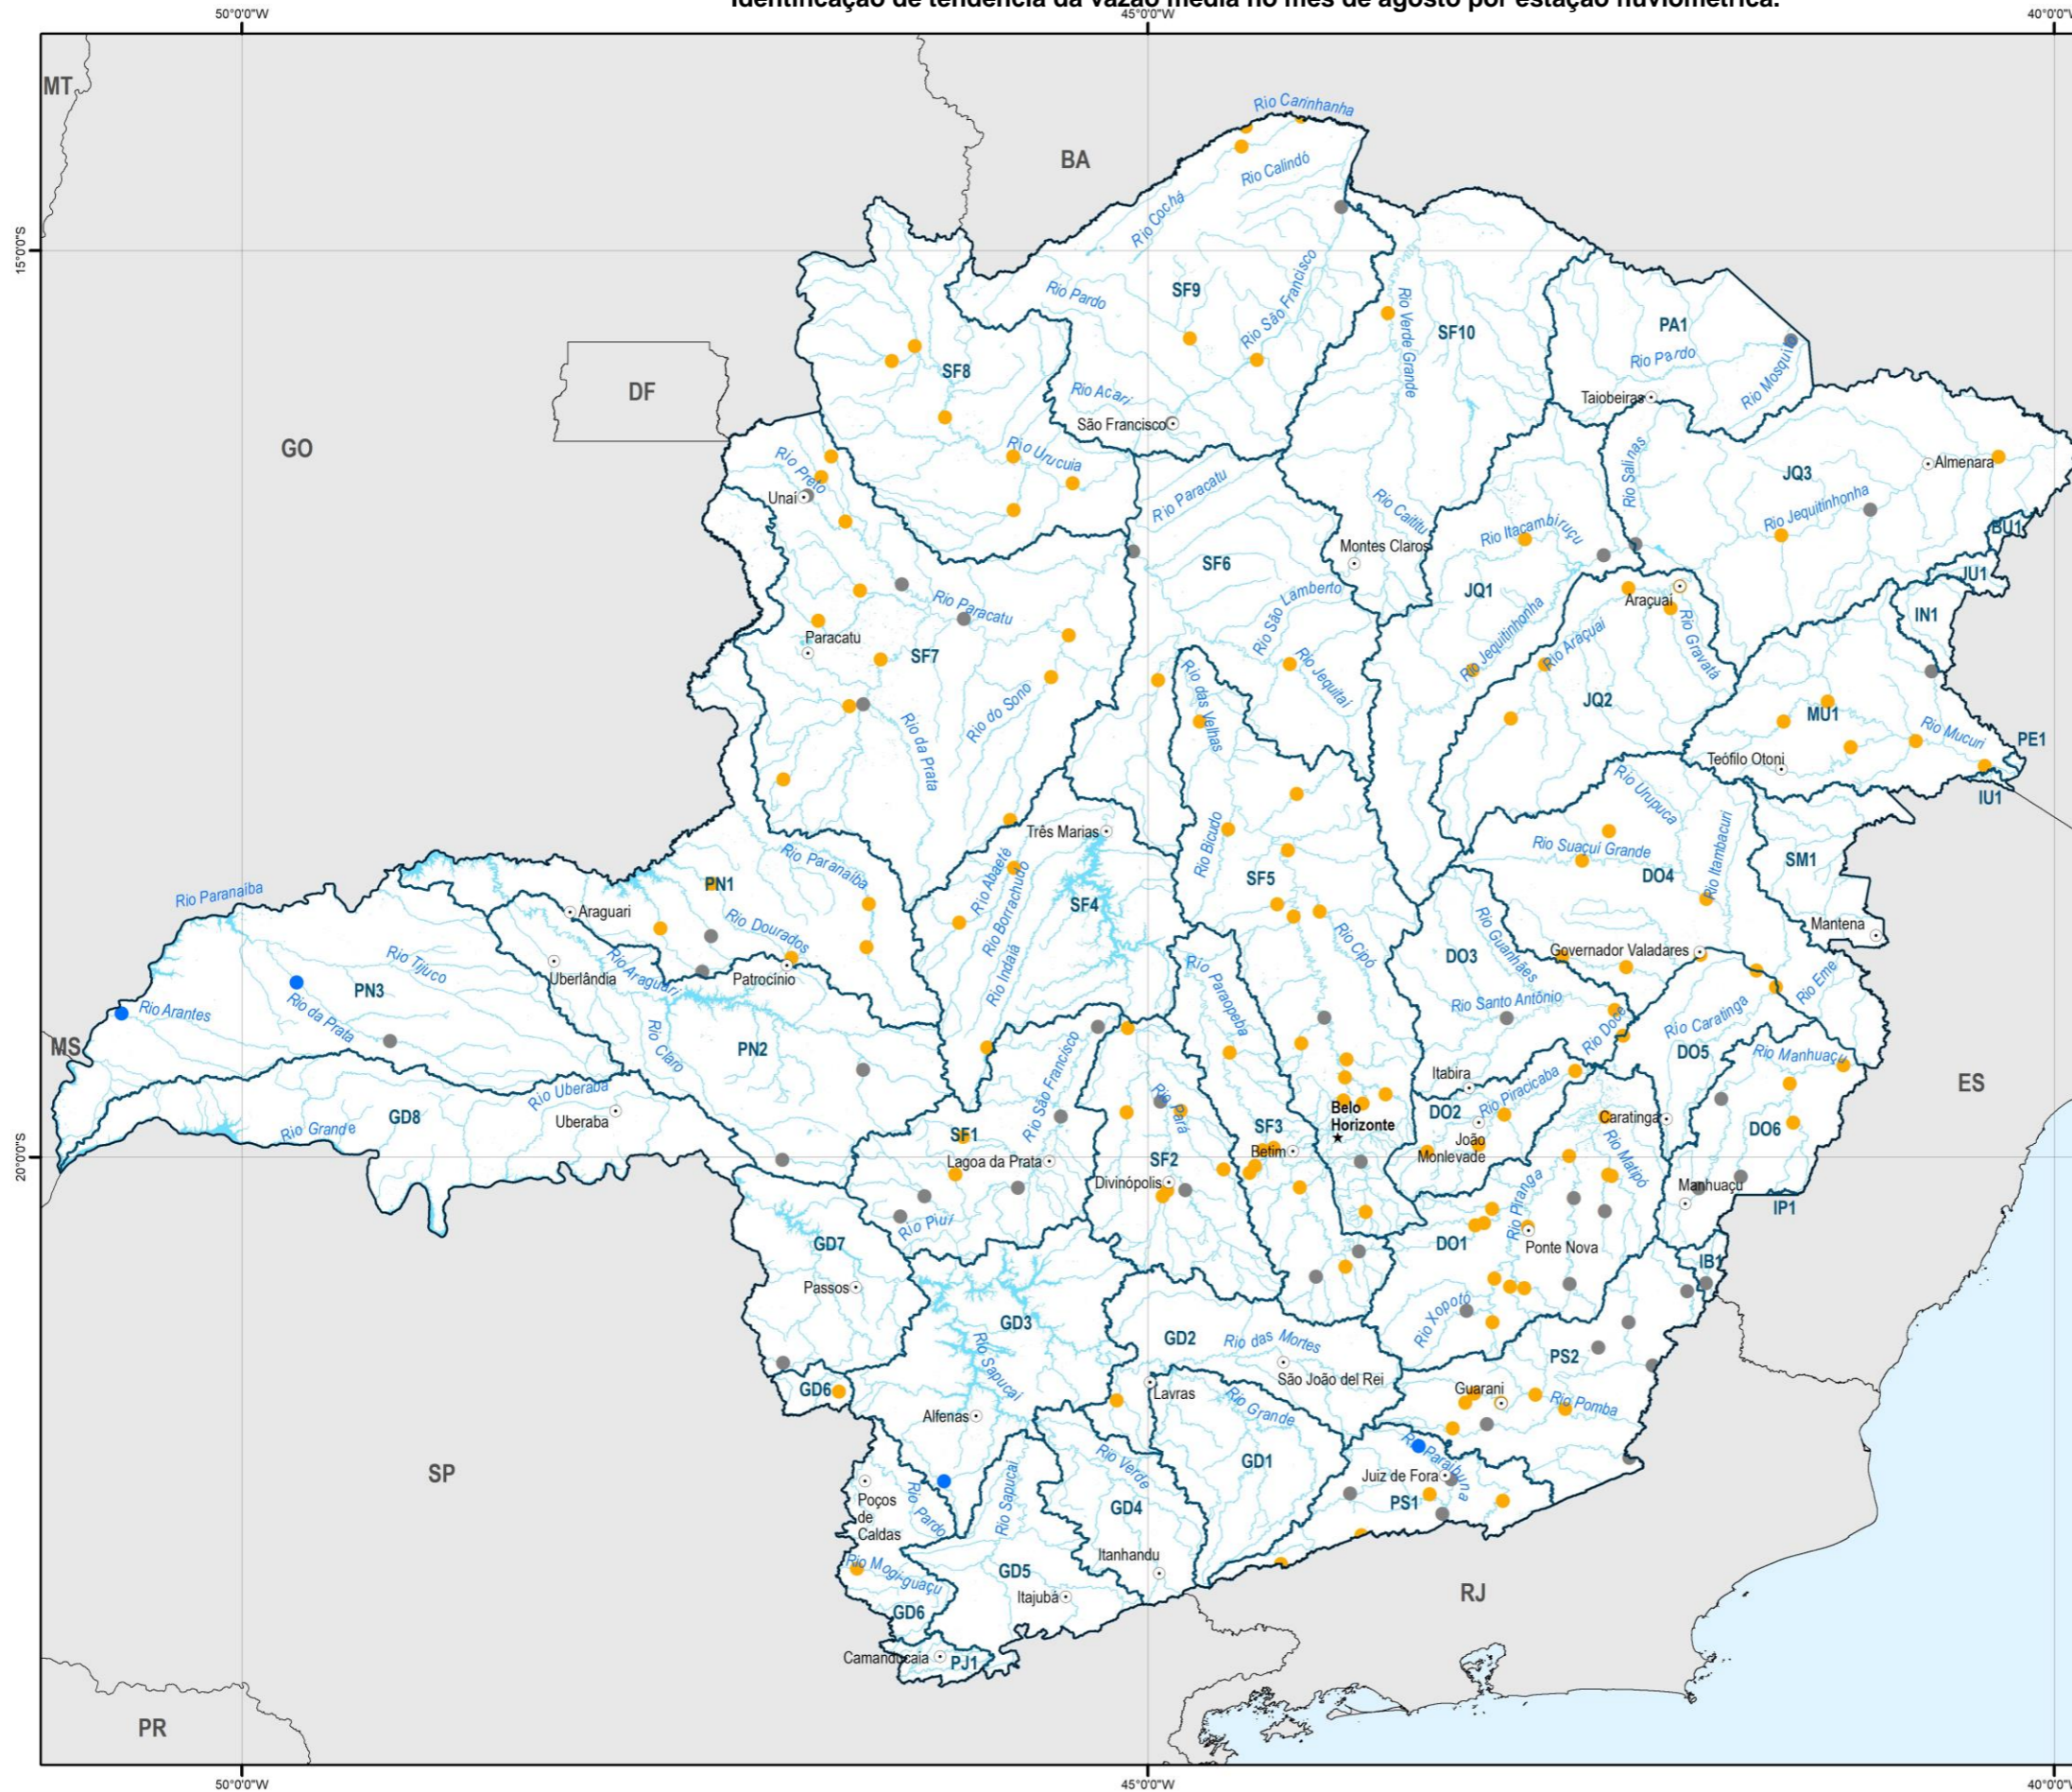 Identificação de tendência da vazão média no mês de agosto por estação fluviométrica.
50°0'0"W
45°0'0"W
40°0'0"W
MT
Rio Carinhanha
BA
Rio Calindó
Rio Cochá
15°0'0"S
SF9
Rio Pardo
Rio São Francisco
Rio Verde Grande
SF10
PA1
Rio Pardo
Rio Mosquito
SF8
DF
Rio Acari
Taiobeiras
São Francisco
GO
Rio Preto
Rio Urucuia
Rio Salinas
Almenara
JQ3
Unaí
Rio Paracatu
Rio Caititu
Rio Jequitinhonha
Rio Itacambiruçu
BU1
Montes Claros
SF6
JU1
JQ1
Rio São Lamberto
Araçuaí
Rio Paracatu
IN1
Rio Jequitinhonha
Rio Araçuaí
Rio Gravatá
Paracatu
SF7
Rio Jequitaí
Rio das Velhas
JQ2
Rio do Sono
MU1
Rio da Prata
Rio Mucuri
PE1
Teófilo Otoni
IU1
Rio Urupuca
Três Marias
Rio Bicudo
Rio Suaçuí Grande
Rio Itambacuri
SM1
Rio Paranaíba
PN1
Rio Abaeté
SF5
DO4
Rio Paranaíba
Rio Borrachudo
SF4
Araguari
Rio Dourados
Rio Guanhães
Mantena
Rio Cipó
DO3
Governador Valadares
Rio Tijuco
Uberlândia
Rio Araguari
Patrocínio
Rio Indaiá
Rio Paraopeba
Rio Eme
PN3
Rio Arantes
Rio da Prata
Rio Santo Antônio
Rio Caratinga
Rio Doce
MS
Rio Claro
PN2
Rio São Francisco
DO5
Rio Manhuaçu
Itabira
Rio Uberaba
ES
GD8
Rio Pará
Rio Piracicaba
DO2
Uberaba
Rio Grande
Belo
Horizonte
Caratinga
SF1
SF3
João
Monlevade
DO6
20°0'0"S
Lagoa da Prata
SF2
Betim
Rio Matipó
Divinópolis
Manhuaçu
Rio Piranga
IP1
Rio Piuí
GD7
DO1
Ponte Nova
IB1
Passos
Rio Xopotó
GD3
GD2
Rio das Mortes
PS2
Rio Sapucaí
São João del Rei
GD6
Lavras
Guarani
Rio Pomba
Alfenas
Rio Grande
SP
Rio Verde
GD1
Rio Paraibuna
Juiz de Fora
Poços
de
Caldas
Rio Pardo
Rio Sapucaí
GD4
PS1
Itanhandu
Rio Mogi-guaçu
GD5
Itajubá
RJ
GD6
Camanducaia
PJ1
PR
50°0'0"W
45°0'0"W
40°0'0"W